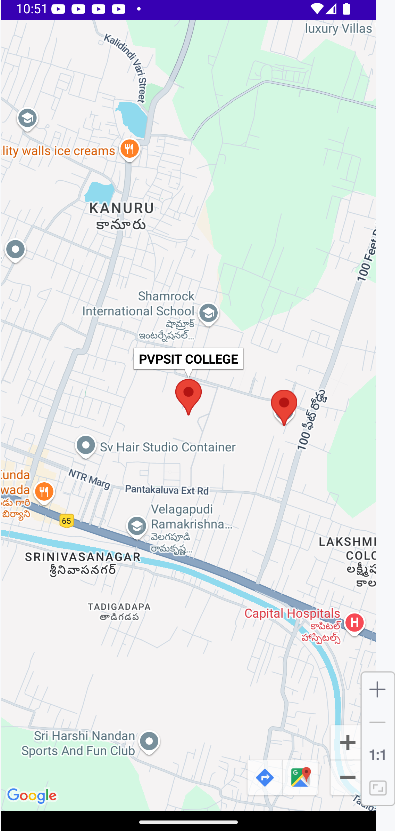 10:51
luxury Villas
Kalidindi Vari Street
lity walls ice creams
KANURU
కానూరు
100 Feet R
Shamrock
International School
షామ్రాక్
ఇంటర్నేషనల్...
PVPSIT COLLEGE
100 ఫీట్ రోడ్డు
Sv Hair Studio Container
unda
wada
డు గారి
బిర్యాని
NTR Marg
Pantakaluva Ext Rd
65
Velagapudi
Ramakrishna...
వెలగపూడి
రామకృష్ణ...
LAKSHMI
COLO
లక్ష్మీ
కాల
SRINIVASANAGAR
శ్రీనివాసనగర్
TADIGADAPA
తాడిగడప
Capital Hospitals
కాపిటల్
హాస్పిటల్స్
H
Sri Harshi Nandan
Sports And Fun Club
+
−
1:1
+
−
Google
Tadig